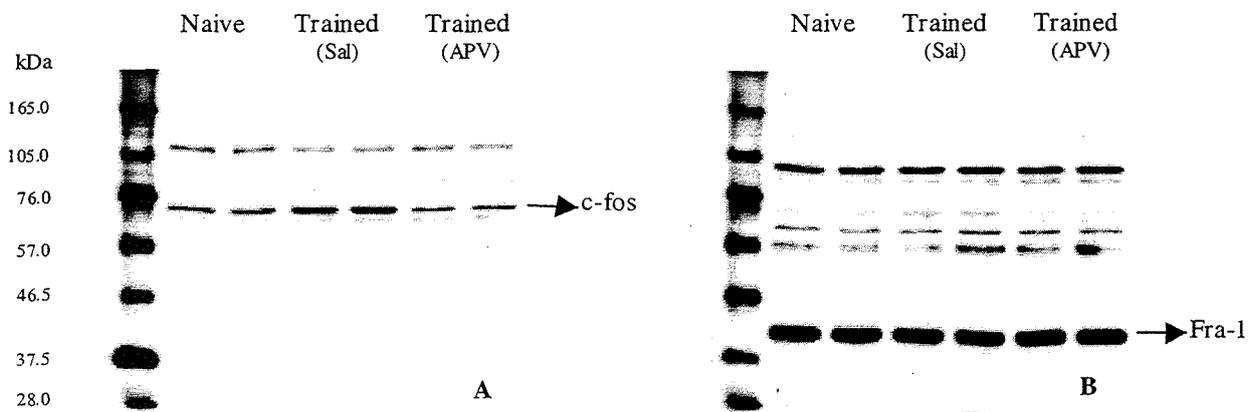 Naive Trained Trained
(Sal) (APV)
kDa
165.0
105.0
76.0
57.0
46.5
37.5
28.0
c-fos
A
Naive Trained Trained
(Sal) (APV)
Fra-1
B